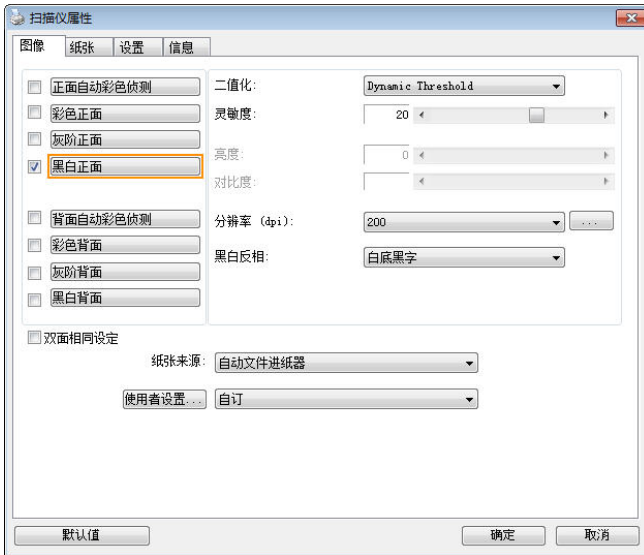 扫描仪属性
图像 纸张 设置 信息
正面自动彩色侦测
彩色正面
灰阶正面
黑白正面
背面自动彩色侦测
彩色背面
灰阶背面
黑白背面
二值化: Dynamic Threshold
灵敏度: 20
亮度: 0
对比度:
分辨率 (dpi): 200 ...
黑白反相: 白底黑字
双面相同设定
纸张来源: 自动文件进纸器
使用者设置... 自订
默认值 确定 取消